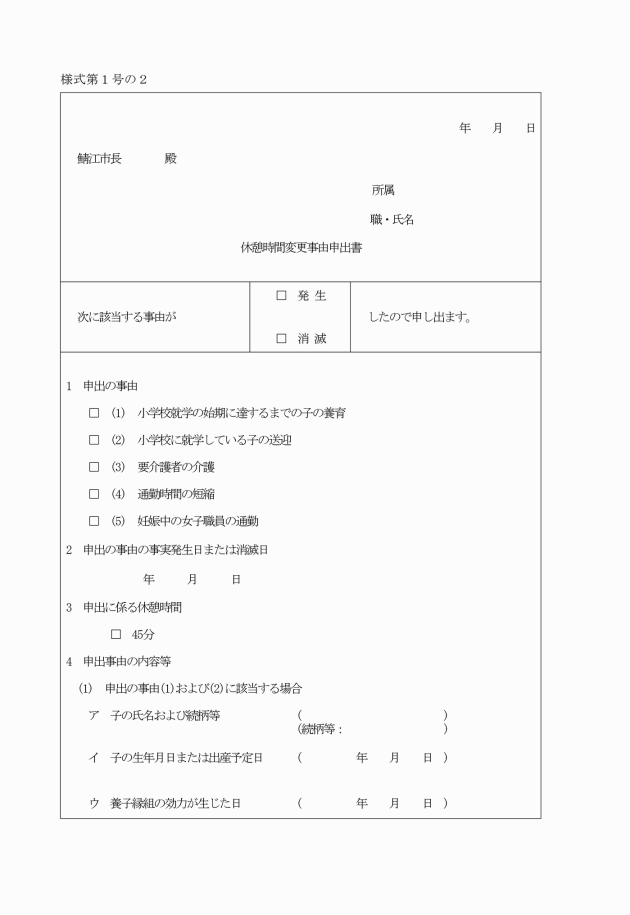 様式第１号の２
年　　月　　日
鯖江市長　　　　殿
所属
職・氏名
休憩時間変更事由申出書
次に該当する事由が　□　発 生　したので申し出ます。
□　消 滅
1　申出の事由
□　(1)　小学校就学の始期に達するまでの子の養育
□　(2)　小学校に就学している子の送迎
□　(3)　要介護者の介護
□　(4)　通勤時間の短縮
□　(5)　妊娠中の女子職員の通勤
2　申出の事由の事実発生日または消滅日
年　　　月　　　日
3　申出に係る休憩時間
□　45分
4　申出事由の内容等
(1)　申出の事由(1)および(2)に該当する場合
ア　子の氏名および続柄等　　　(　　　　　　　　　　　　　)
(続柄等：　　　　　　　　　)
イ　子の生年月日または出産予定日　　　(　　　　　年　　月　　日　)
ウ　養子縁組の効力が生じた日　　　(　　　　　年　　月　　日　)